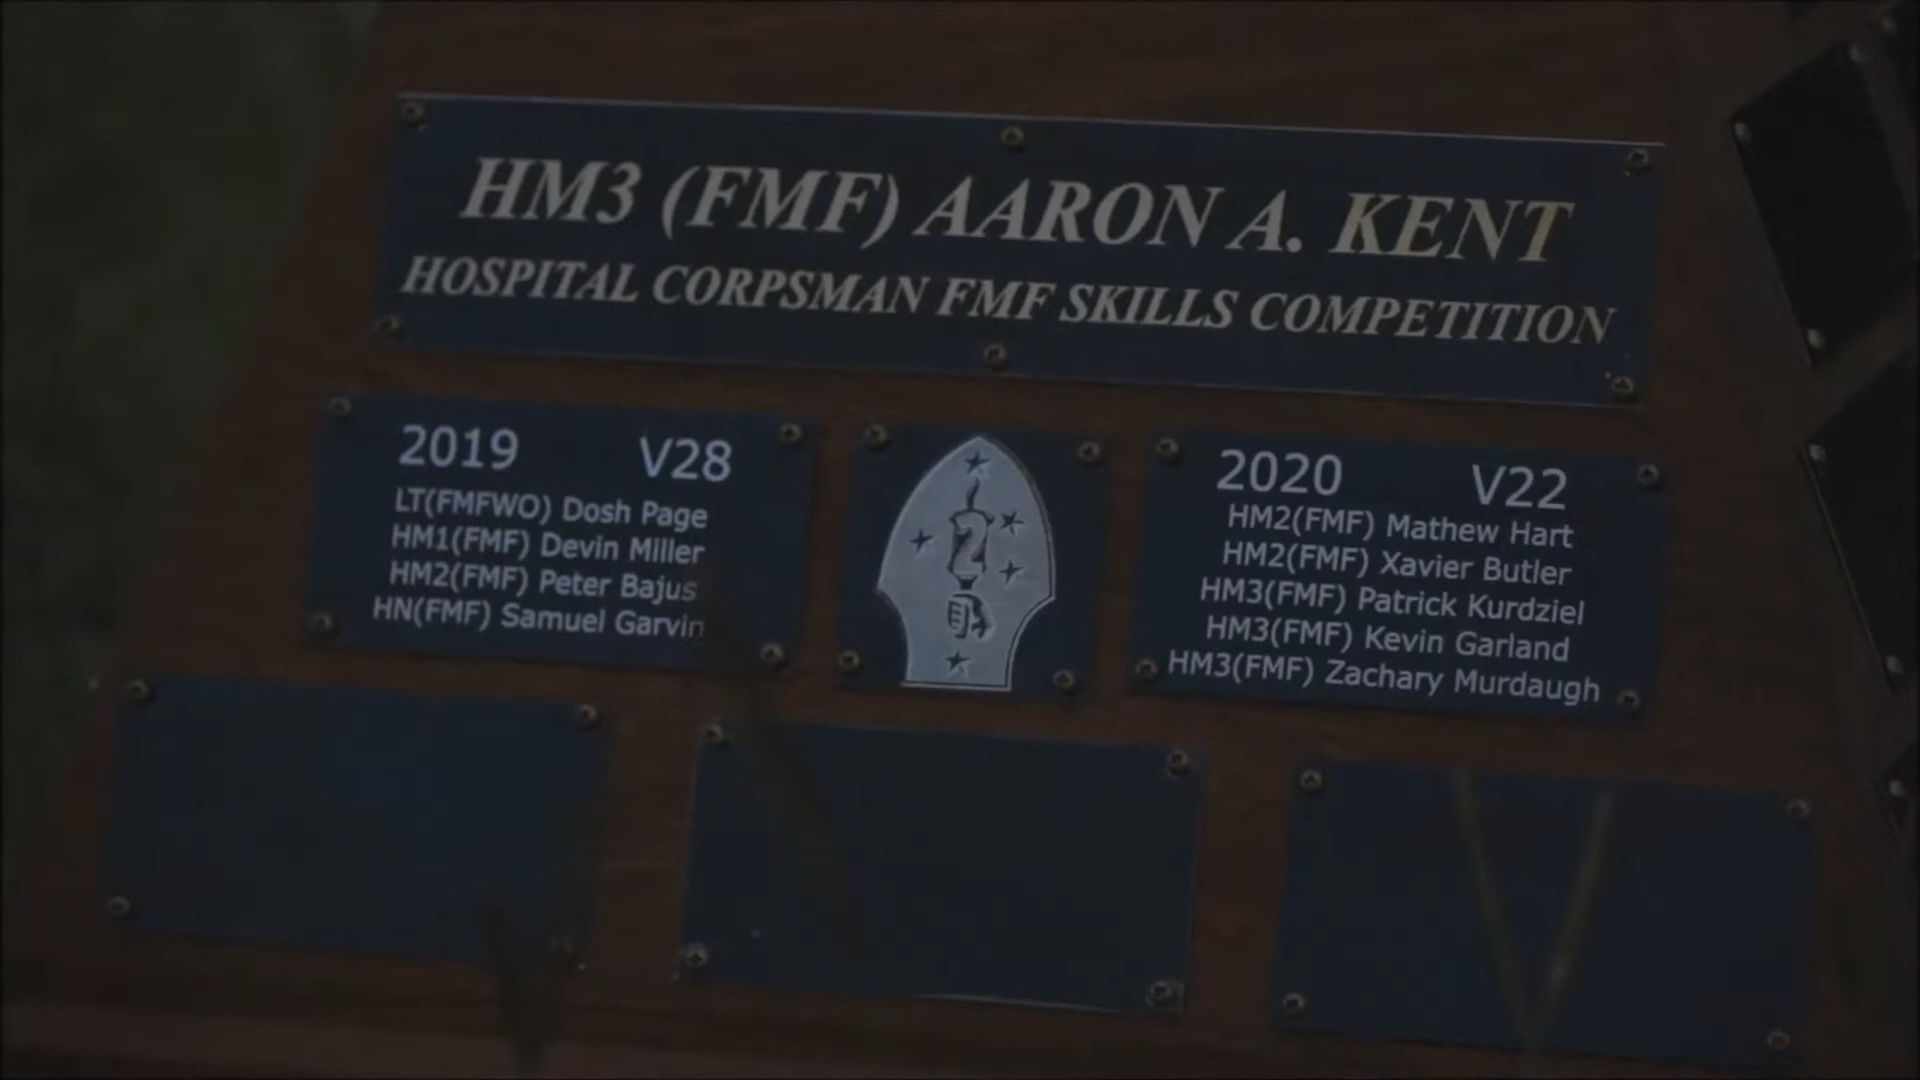 HM3 (FMF) AARON A. KENT
HOSPITAL CORPSMAN FMF SKILLS COMPETITION
2019 V28
LT(FMFWO) Dosh Page
HM1(FMF) Devin Miller
HM2(FMF) Peter Bajus
HN(FMF) Samuel Garvin
2
2020 V22
HM2(FMF) Mathew Hart
HM2(FMF) Xavier Butler
HM3(FMF) Patrick Kurdziel
HM3(FMF) Kevin Garland
HM3(FMF) Zachary Murdaugh